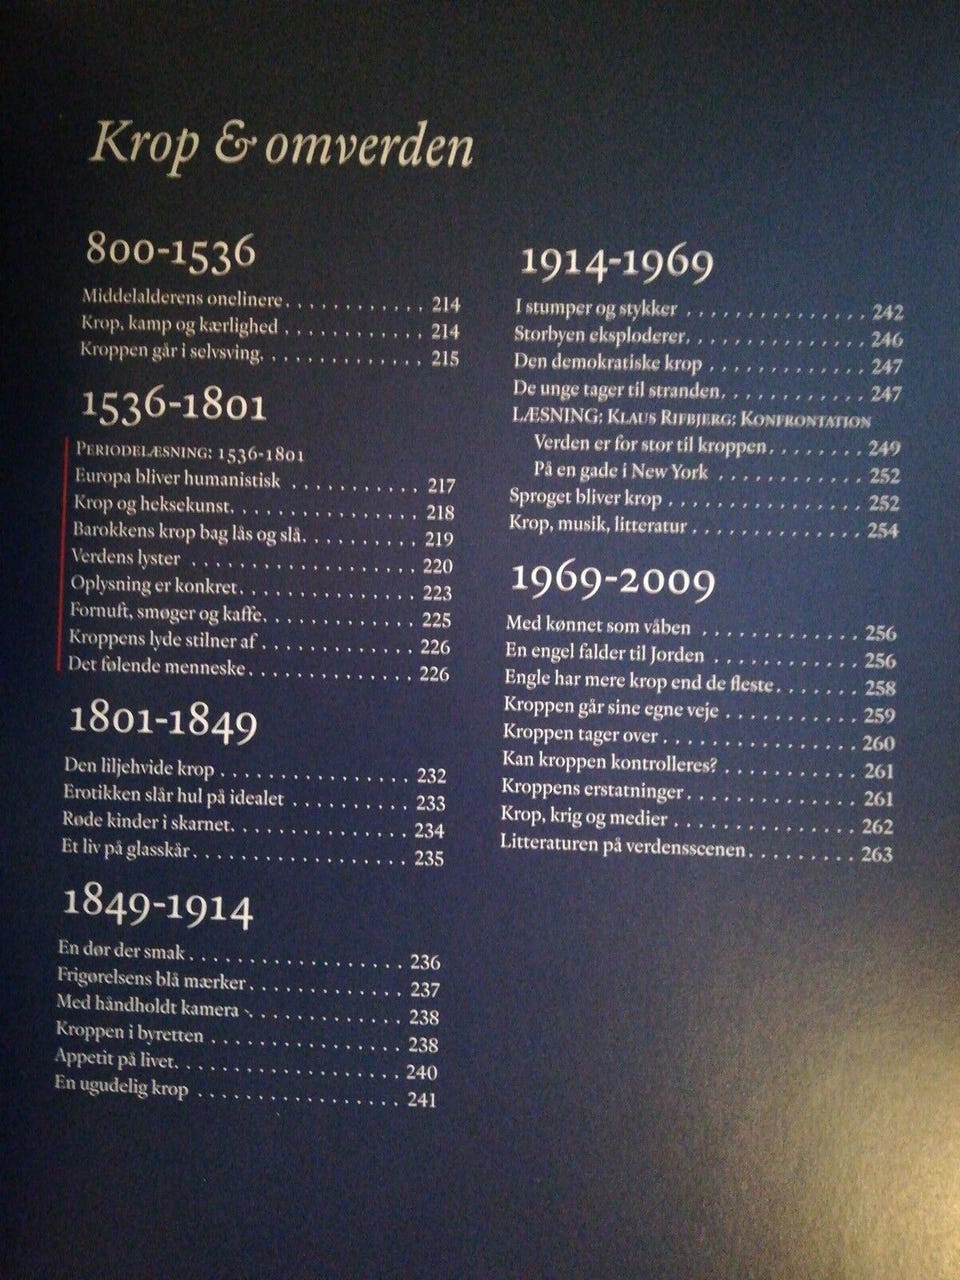 Krop & omverden
800-1536
Middelalderens onelinere. . . . . . . . . . . . 214
Krop, kamp og kærlighed . . . . . . . . . . . . 214
Kroppen går i selvsving. . . . . . . . . . . . . 215
1536-1801
PERIODELÆSNING: 1536-1801
Europa bliver humanistisk . . . . . . . . . . . 217
Krop og heksekunst. . . . . . . . . . . . . . . . 218
Barokkens krop bag lås og slå. . . . . . . . . . 219
Verdens lyster . . . . . . . . . . . . . . . . . . . 220
Oplysning er konkret. . . . . . . . . . . . . . . 223
Fornuft, smøger og kaffe. . . . . . . . . . . . . 225
Kroppens lyde stilner af . . . . . . . . . . . . . 226
Det følende menneske . . . . . . . . . . . . . . 226
1801-1849
Den liljehvide krop . . . . . . . . . . . . . . . . 232
Erotikken slår hul på idealet . . . . . . . . . . 233
Røde kinder i skarnet. . . . . . . . . . . . . . . 234
Et liv på glasskår. . . . . . . . . . . . . . . . . . 235
1849-1914
En dør der smak . . . . . . . . . . . . . . . . . . 236
Frigørelsens blå mærker . . . . . . . . . . . . . 237
Med håndholdt kamera . . . . . . . . . . . . . 238
Kroppen i byretten . . . . . . . . . . . . . . . . 238
Appetit på livet. . . . . . . . . . . . . . . . . . . 240
En ugudelig krop . . . . . . . . . . . . . . . . . 241
1914-1969
I stumper og stykker . . . . . . . . . . . . . . . 242
Storbyen eksploderer. . . . . . . . . . . . . . . 246
Den demokratiske krop . . . . . . . . . . . . . 247
De unge tager til stranden. . . . . . . . . . . . 247
LÆSNING: KLAUS RIFBJERG: KONFRONTATION
Verden er for stor til kroppen. . . . . . . . . 249
På en gade i New York . . . . . . . . . . . . . 252
Sproget bliver krop . . . . . . . . . . . . . . . . 252
Krop, musik, litteratur . . . . . . . . . . . . . . 254
1969-2009
Med kønnet som våben . . . . . . . . . . . . . 256
En engel falder til Jorden . . . . . . . . . . . . 256
Engle har mere krop end de fleste. . . . . . . 258
Kroppen går sine egne veje . . . . . . . . . . . 259
Kroppen tager over . . . . . . . . . . . . . . . . 260
Kan kroppen kontrolleres? . . . . . . . . . . . 261
Kroppens erstatninger. . . . . . . . . . . . . . 261
Krop, krig og medier . . . . . . . . . . . . . . . 262
Litteraturen på verdensscenen. . . . . . . . . 263